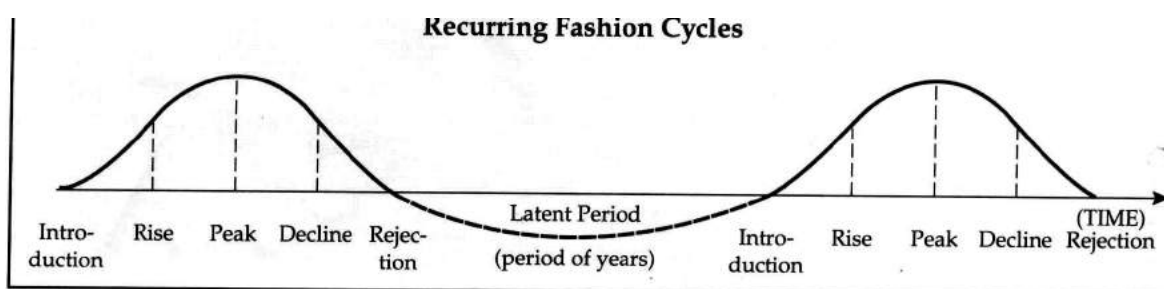 Recurring Fashion Cycles
Latent Period
(period of years)
Intro-
duction
Rise
Peak
Decline
Rejec-
tion
Intro-
duction
Rise
Peak
Decline
(TIME)
Rejection